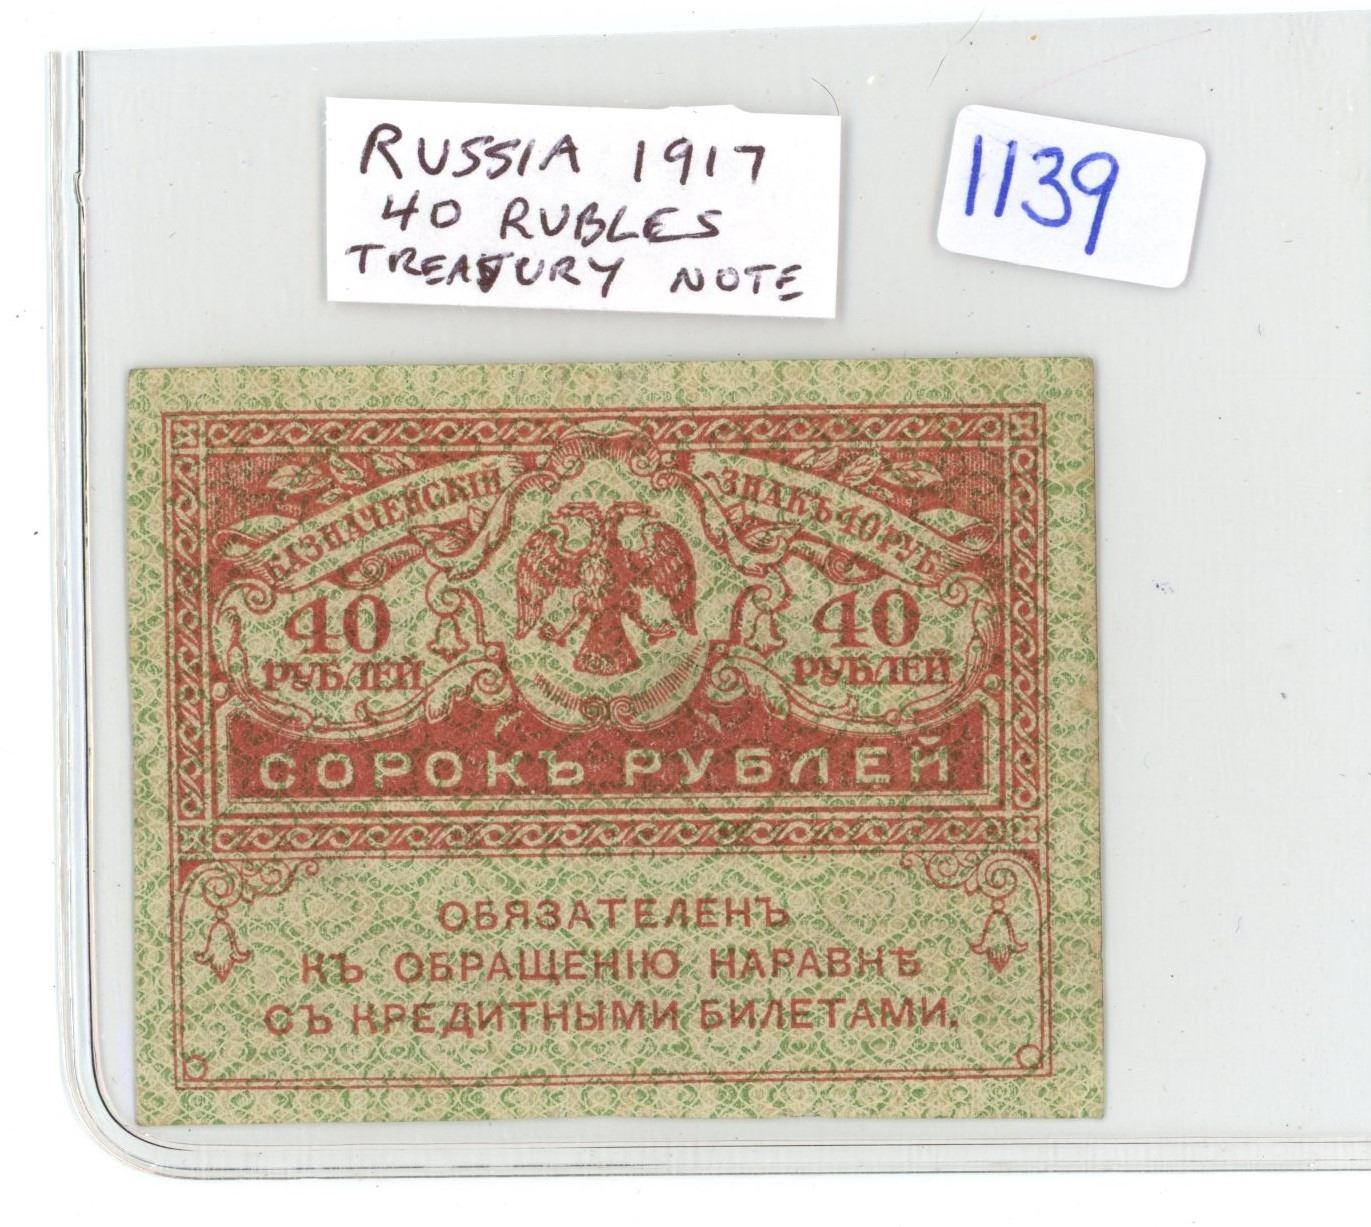 RUSSIA 1917
40 RUBLES
TREASURY NOTE
1139
КАЗНАЧЕЙСКІЙ
ЗНАКЪ 40 РУБ
40
РУБЛЕЙ
40
РУБЛЕЙ
СОРОКЪ РУБЛЕЙ
ОБЯЗАТЕЛЕНЪ
КЪ ОБРАЩЕНІЮ НАРАВНѢ
СЪ КРЕДИТНЫМИ БИЛЕТАМИ.